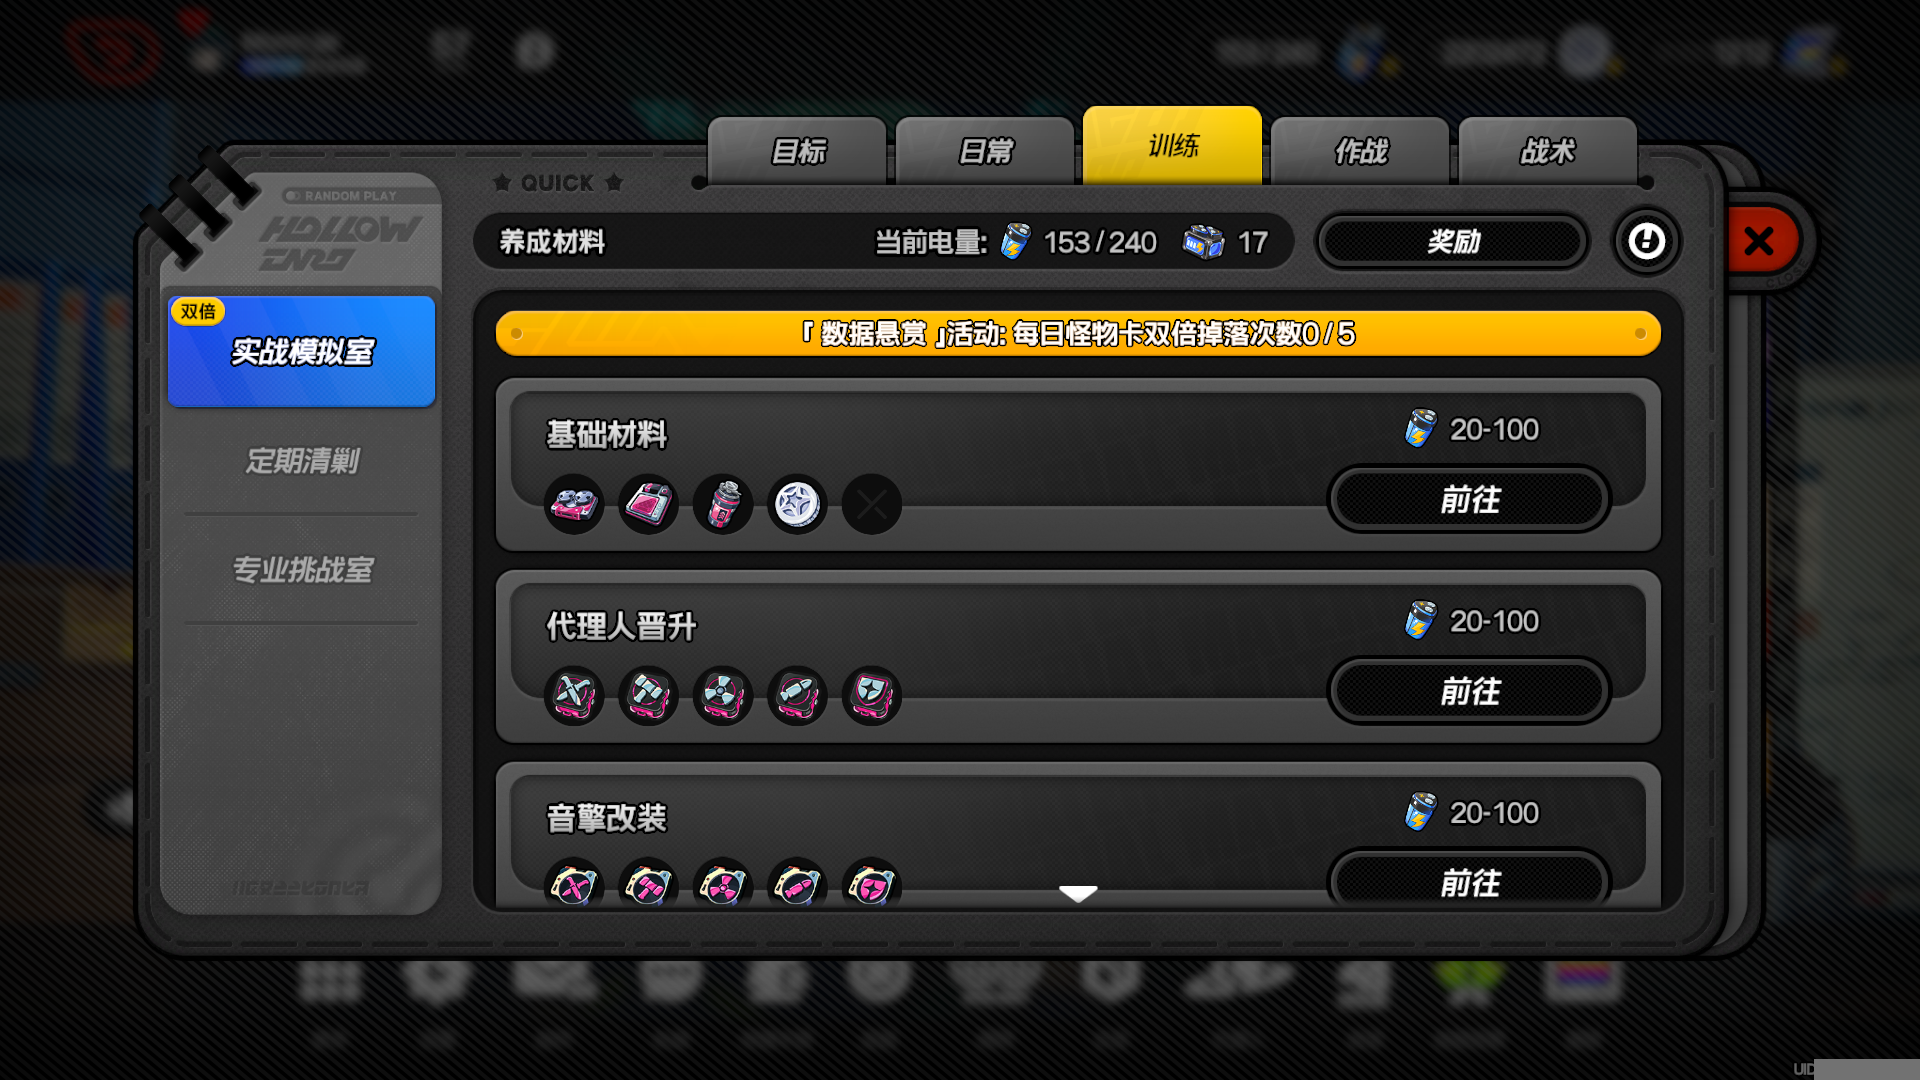 目标
日常
训练
作战
战术
QUICK
RANDOM PLAY
HOLLOW
END
养成材料
当前电量: 153/240 17
奖励
双倍
实战模拟室
定期清剿
专业挑战室
「数据悬赏」活动: 每日怪物卡双倍掉落次数0/5
基础材料
20-100
前往
代理人晋升
20-100
前往
音擎改装
20-100
前往
UID